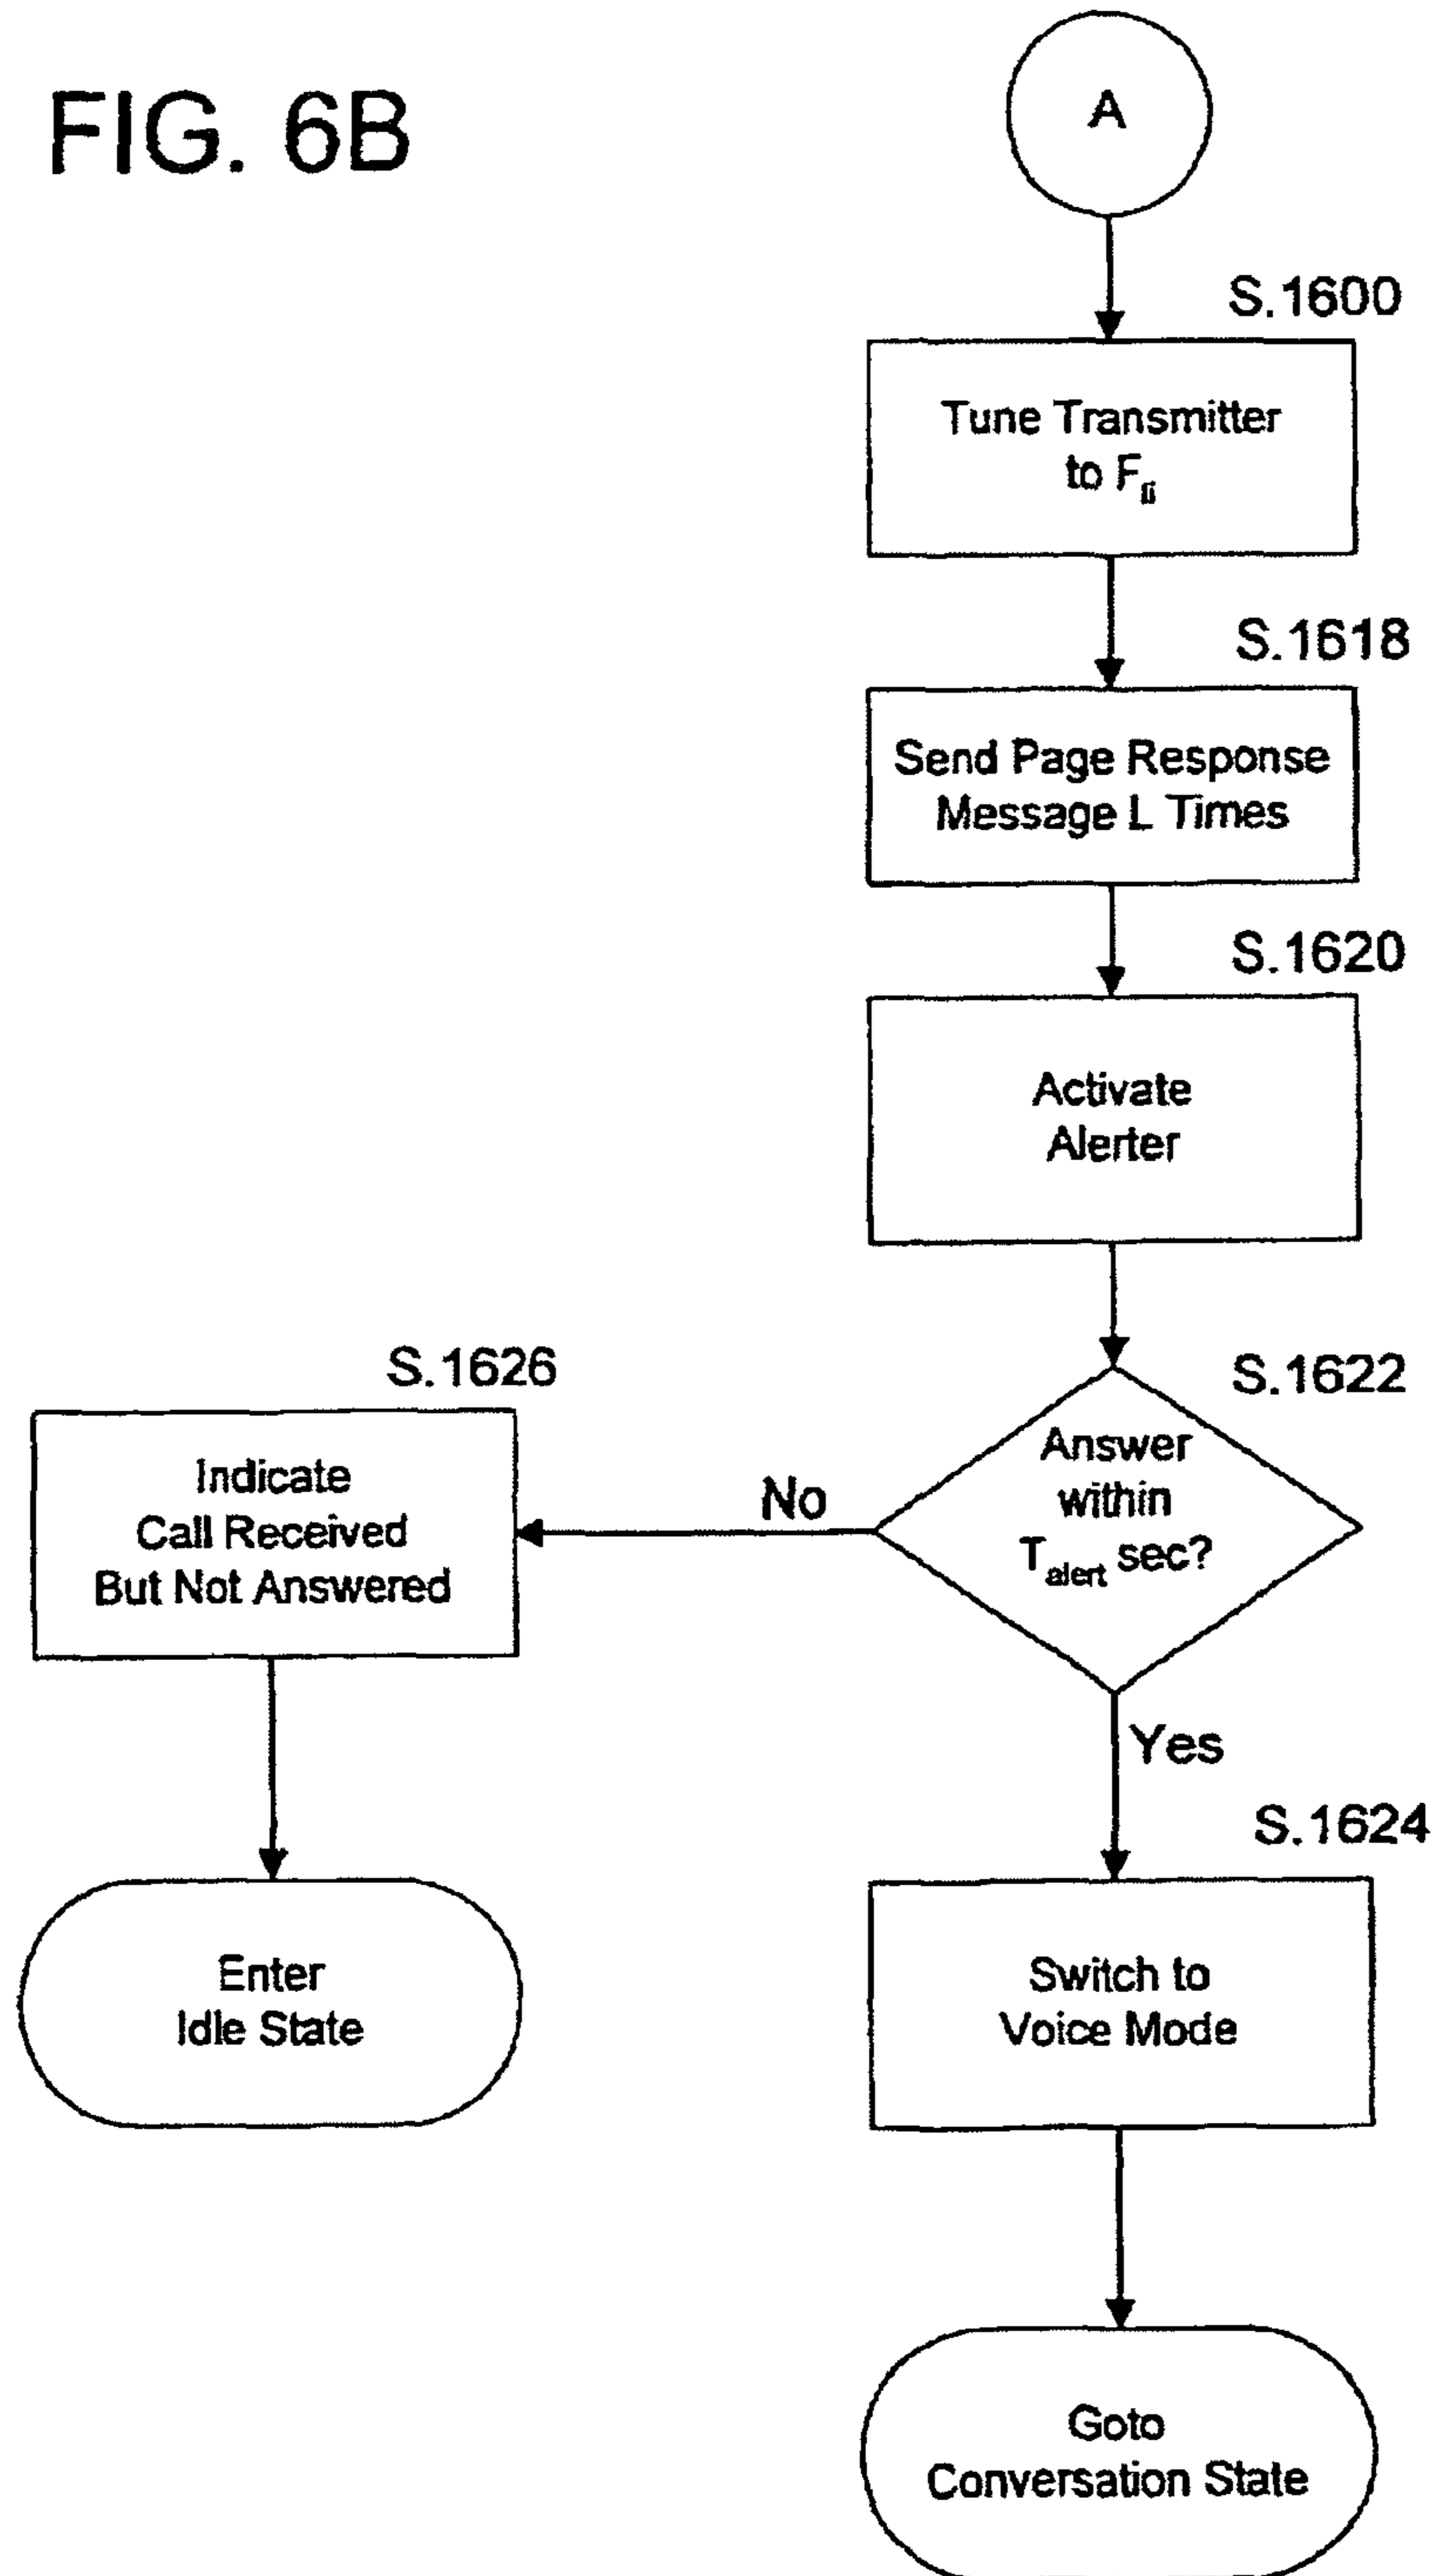 FIG. 6B
A
S.1600
Tune Transmitter
to F
S.1618
Send Page Response
Message L Times
S.1620
Activate
Alerter
S.1622
Answer
within
Talert sec?
No
S.1626
Indicate
Call Received
But Not Answered
Enter
Idle State
Yes
S.1624
Switch to
Voice Mode
Goto
Conversation State